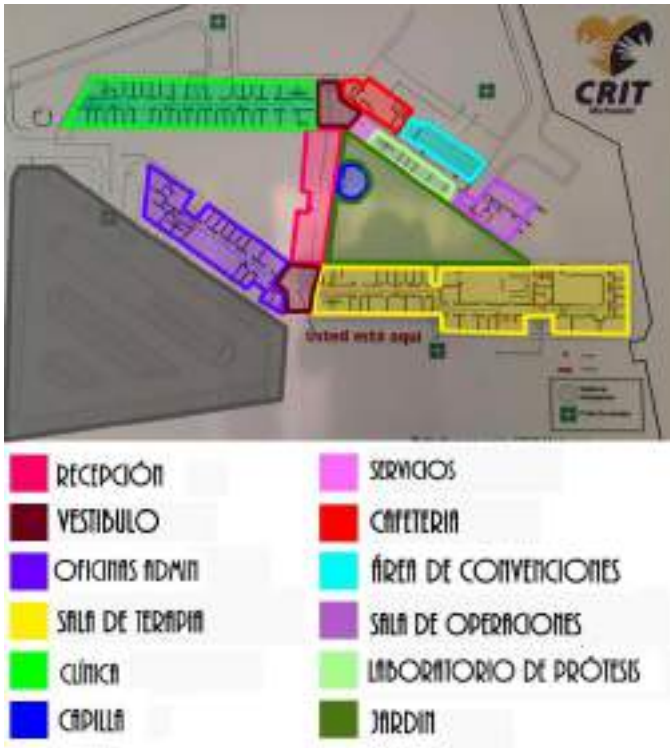 CRIT
usted está aquí
RECEPCIÓN
VESTIBULO
OFICINAS ADMN
SALA DE TERAPIA
CLÍNICA
CAPILLA
SERVICIOS
CAFETERIA
ÁREA DE CONVENCIONES
SALA DE OPERACIONES
LABORATORIO DE PRÓTESIS
JARDIN